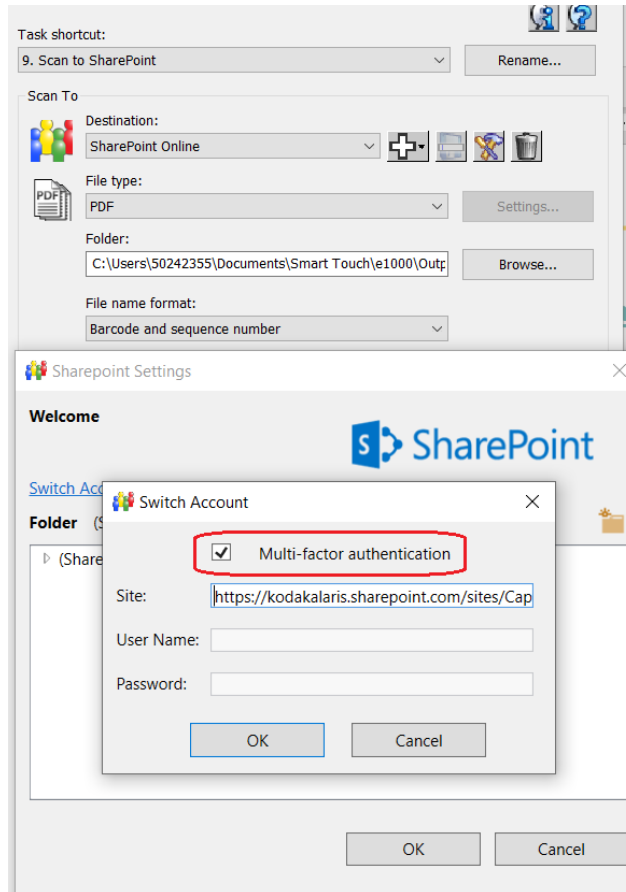 Task shortcut:
9. Scan to SharePoint
Rename...
Scan To
Destination:
SharePoint Online
File type:
PDF
PDF
Settings...
Folder:
C:\Users\50242355\Documents\Smart Touch\e1000\Outp
Browse...
File name format:
Barcode and sequence number
Sharepoint Settings
Welcome
S SharePoint
Switch Acc
Folder (S
(Share
Switch Account
Multi-factor authentication
Site:
https://kodakalaris.sharepoint.com/sites/Cap
User Name:
Password:
OK Cancel
OK Cancel